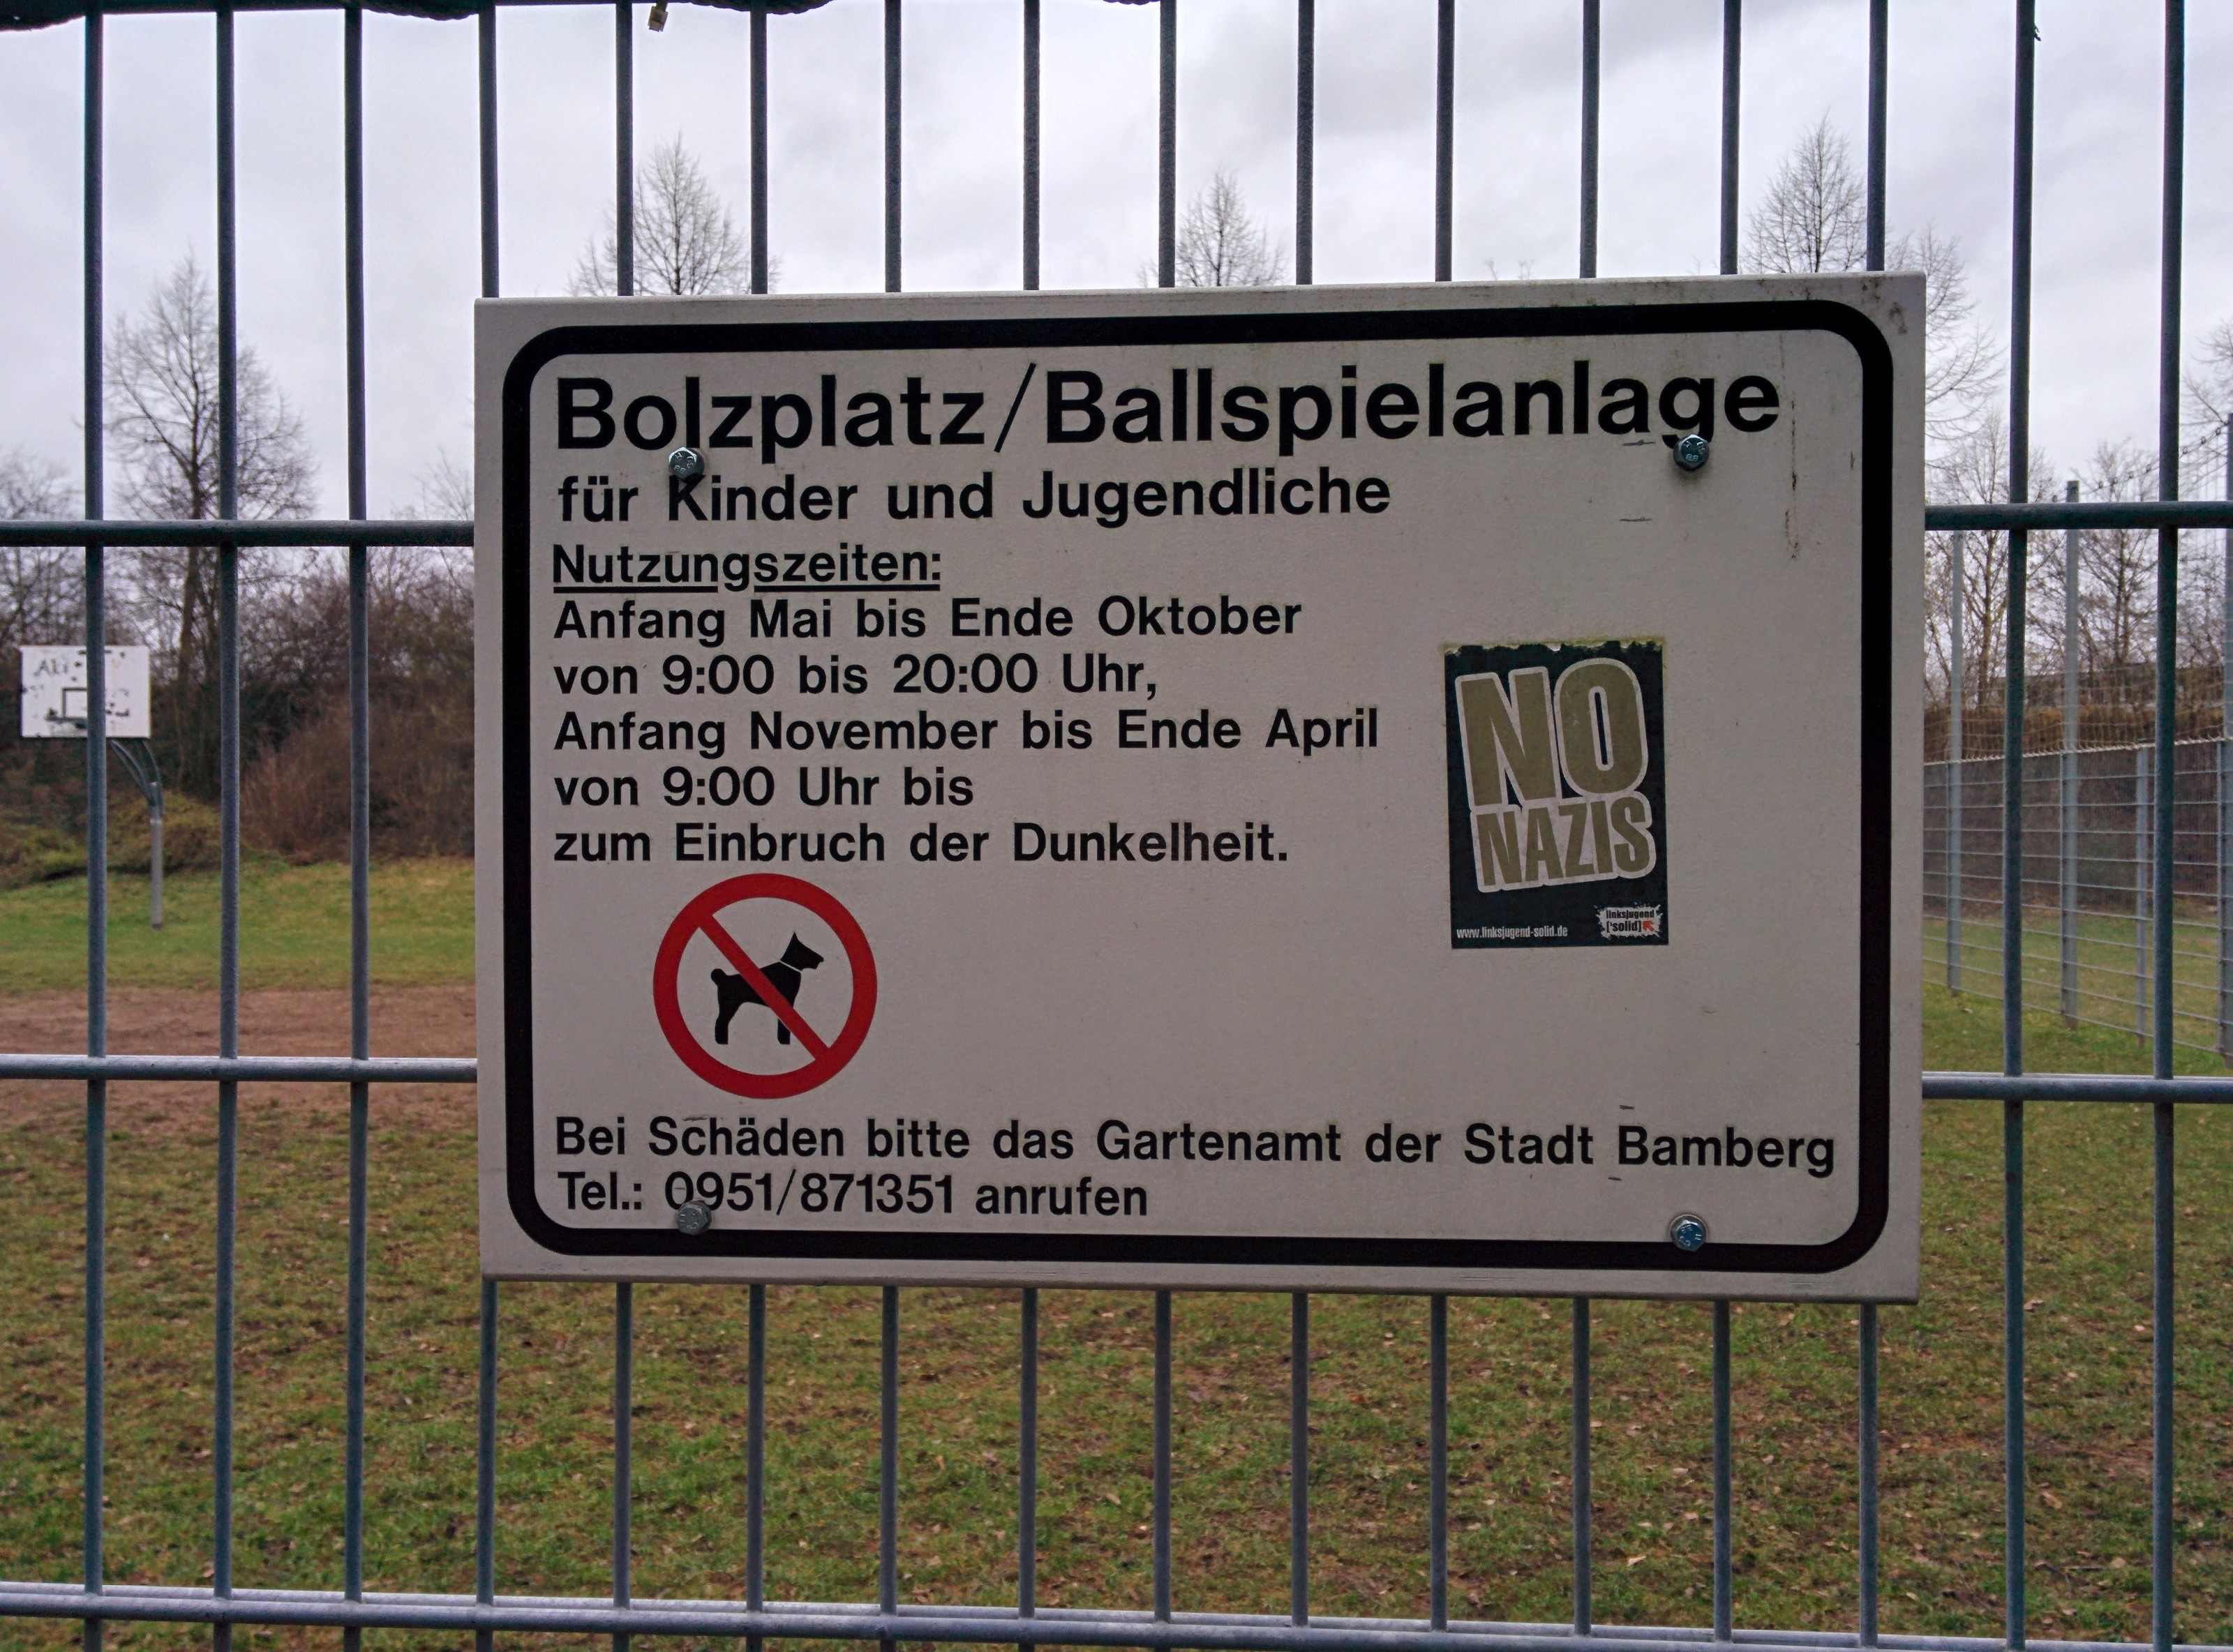 Bolzplatz/Ballspielanlage
für Kinder und Jugendliche
Nutzungszeiten:
Anfang Mai bis Ende Oktober
von 9:00 bis 20:00 Uhr,
Anfang November bis Ende April
von 9:00 Uhr bis
zum Einbruch der Dunkelheit.
NO
NAZIS
www.linksjugend-solid.de
linksjugend
['solid]
Bei Schäden bitte das Gartenamt der Stadt Bamberg
Tel.: 0951/871351 anrufen